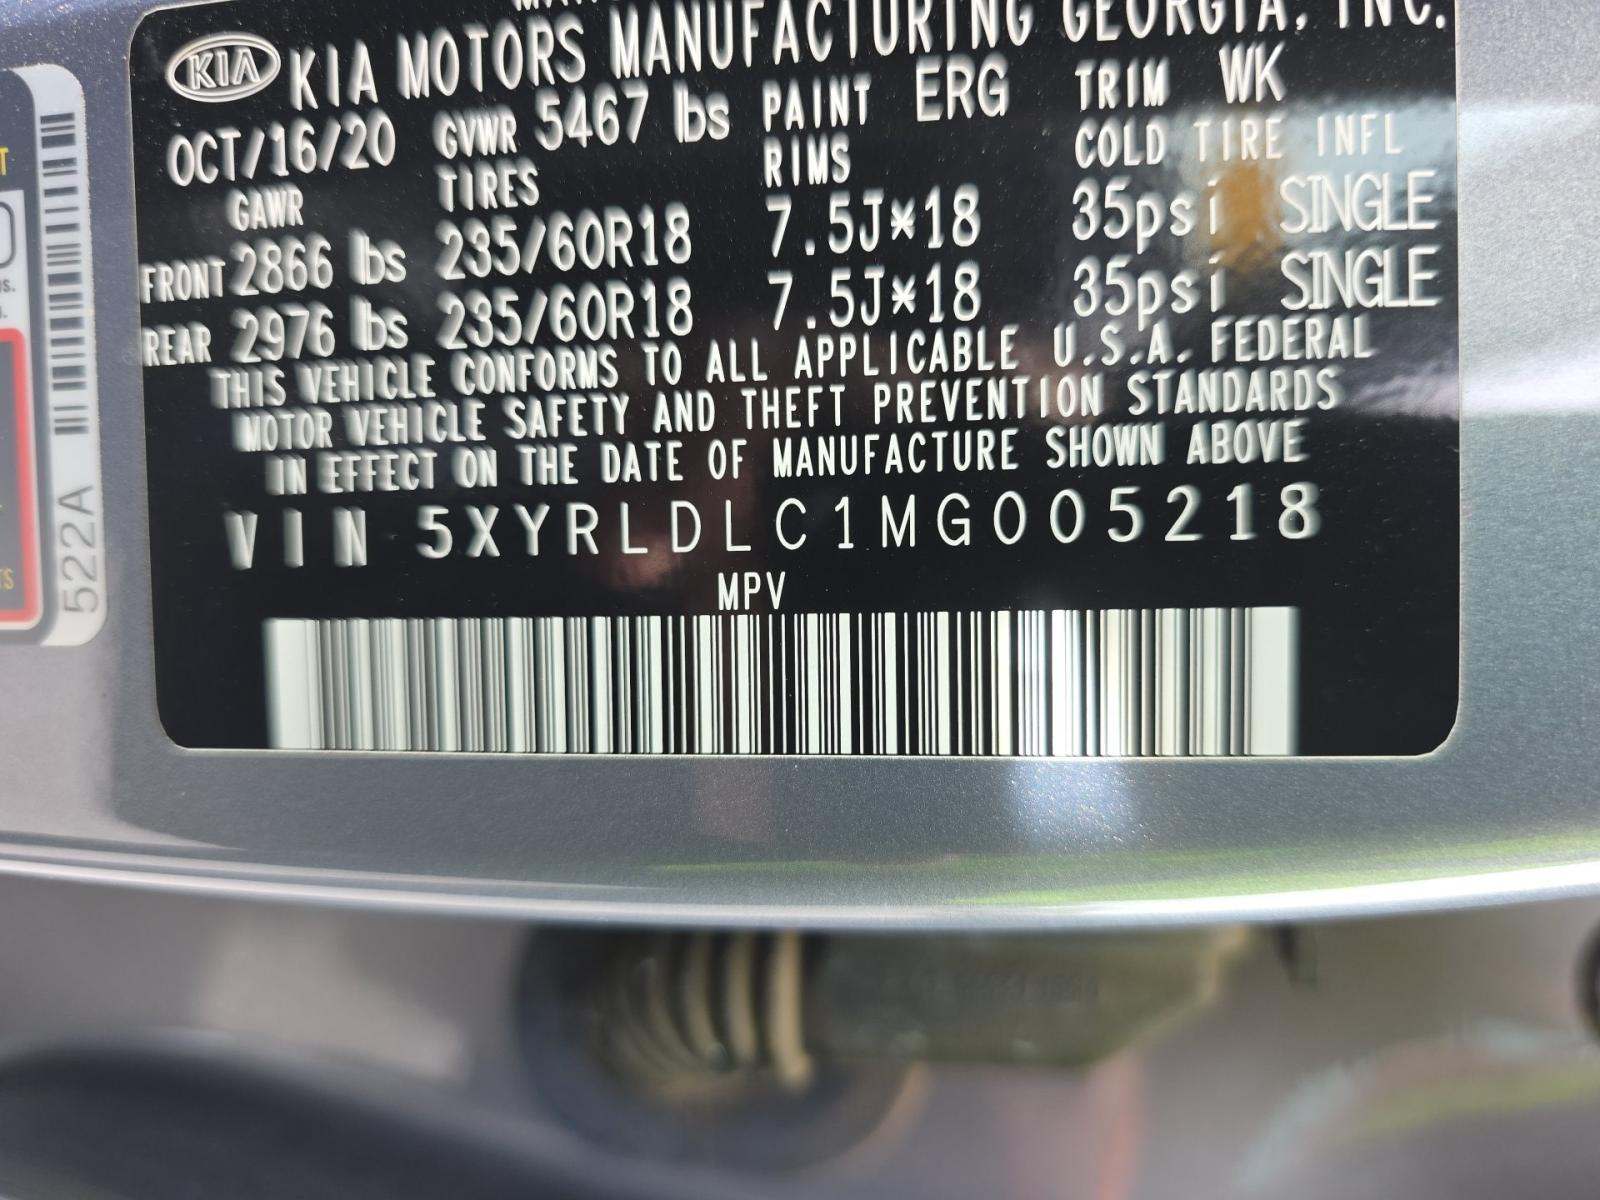 KIA KIA MOTORS MANUFACTURING GEORGIA, INC.
OCT/16/20 GVWR 5467 lbs PAINT ERG TRIM WK
GAWR TIRES RIMS COLD TIRE INFL
FRONT 2866 lbs 235/60R18 7.5J*18 35psi SINGLE
REAR 2976 lbs 235/60R18 7.5J*18 35psi SINGLE
THIS VEHICLE CONFORMS TO ALL APPLICABLE U.S.A. FEDERAL
MOTOR VEHICLE SAFETY AND THEFT PREVENTION STANDARDS
IN EFFECT ON THE DATE OF MANUFACTURE SHOWN ABOVE
VIN 5XYRLDLC1MG005218
MPV
522A